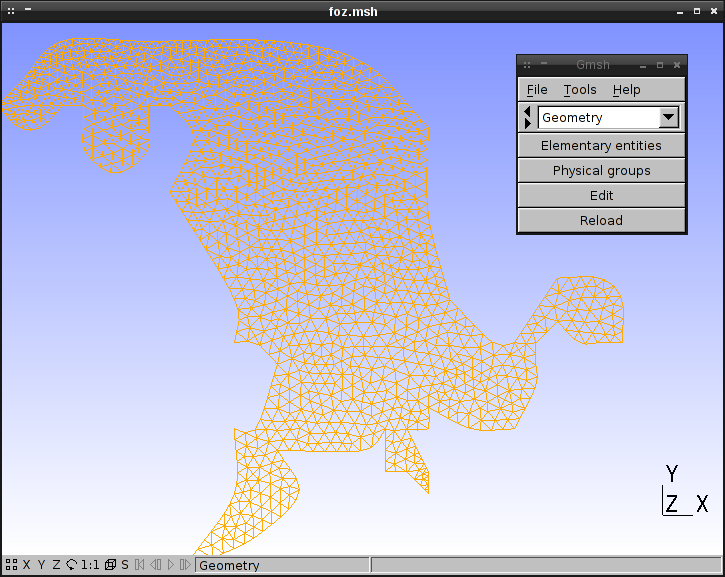 foz.msh
Gmsh
File Tools Help
Geometry
Elementary entities
Physical groups
Edit
Reload
Y
Z X
X Y Z 1:1 S Geometry